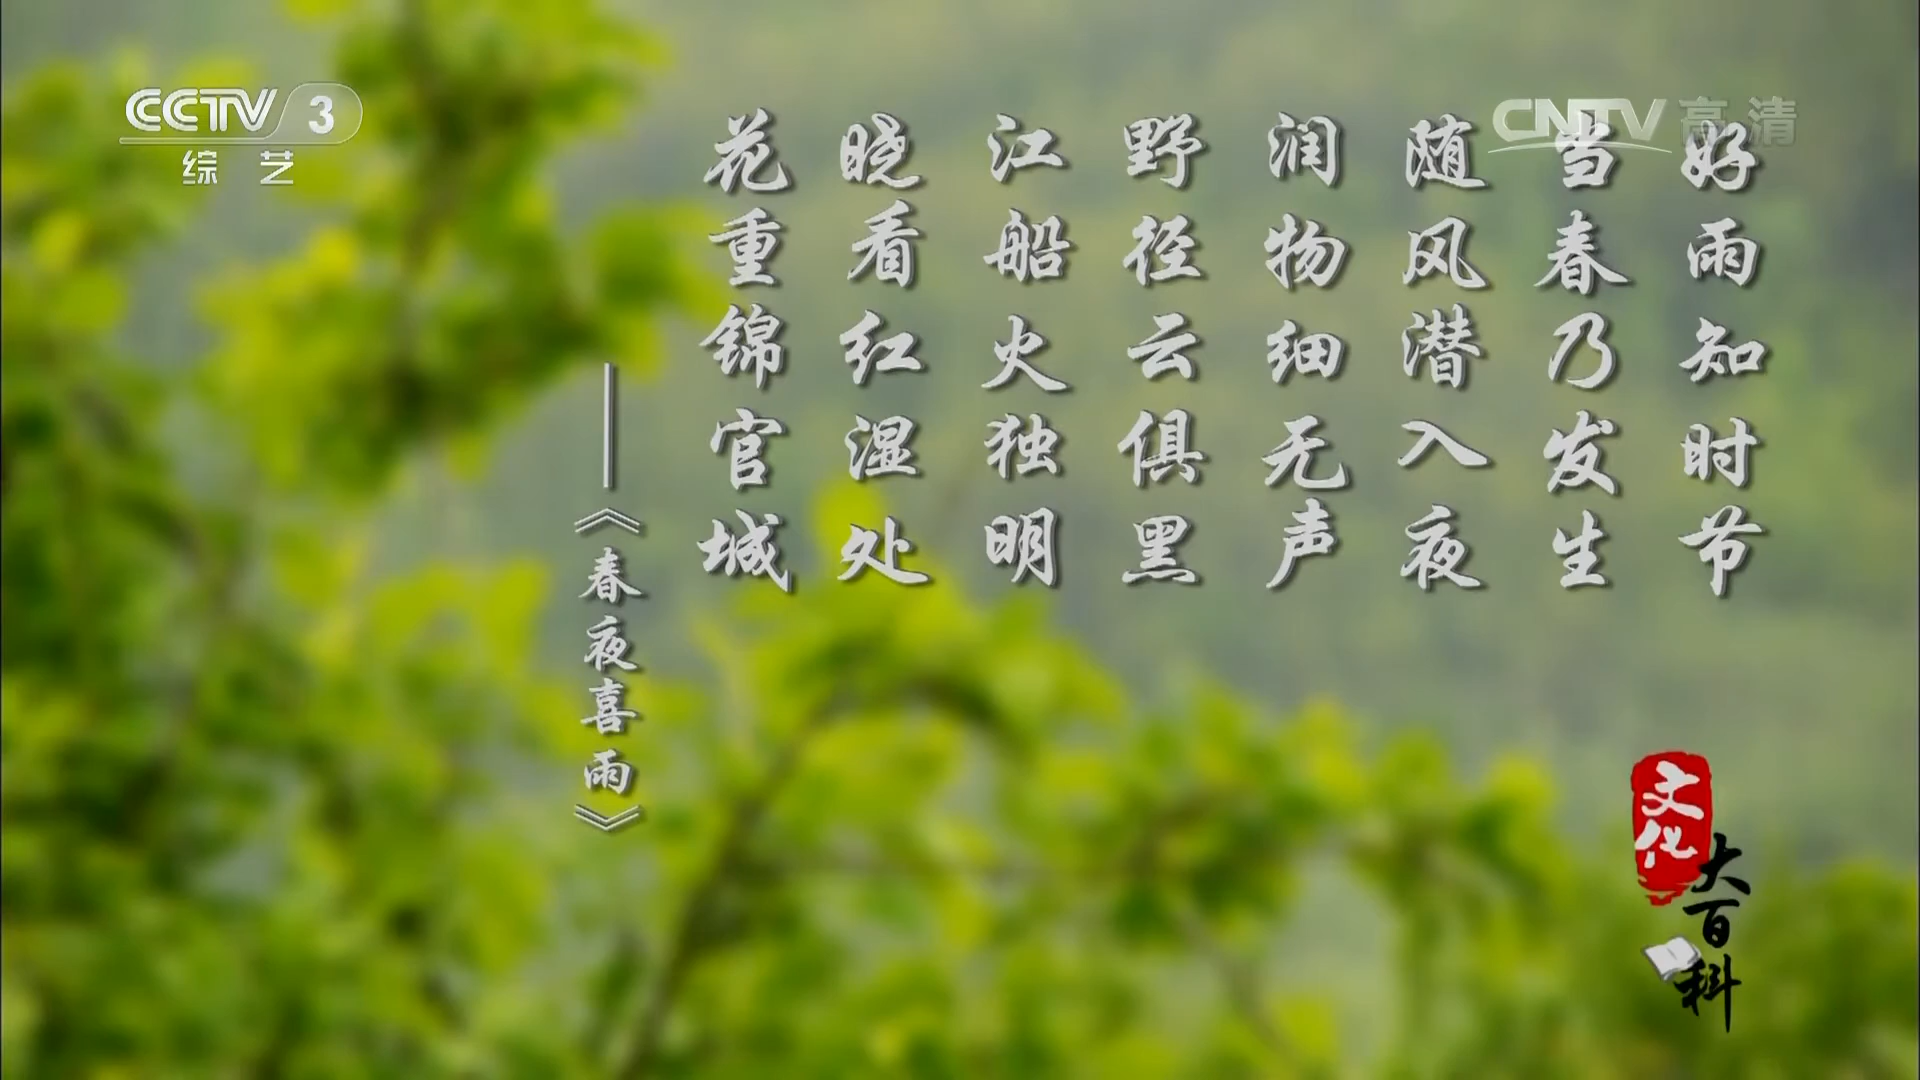 CCTV 3
综艺
CNTV 高清
好雨知时节
当春乃发生
随风潜入夜
润物细无声
野径云俱黑
江船火独明
晓看红湿处
花重锦官城
——《春夜喜雨》
文化
大百科